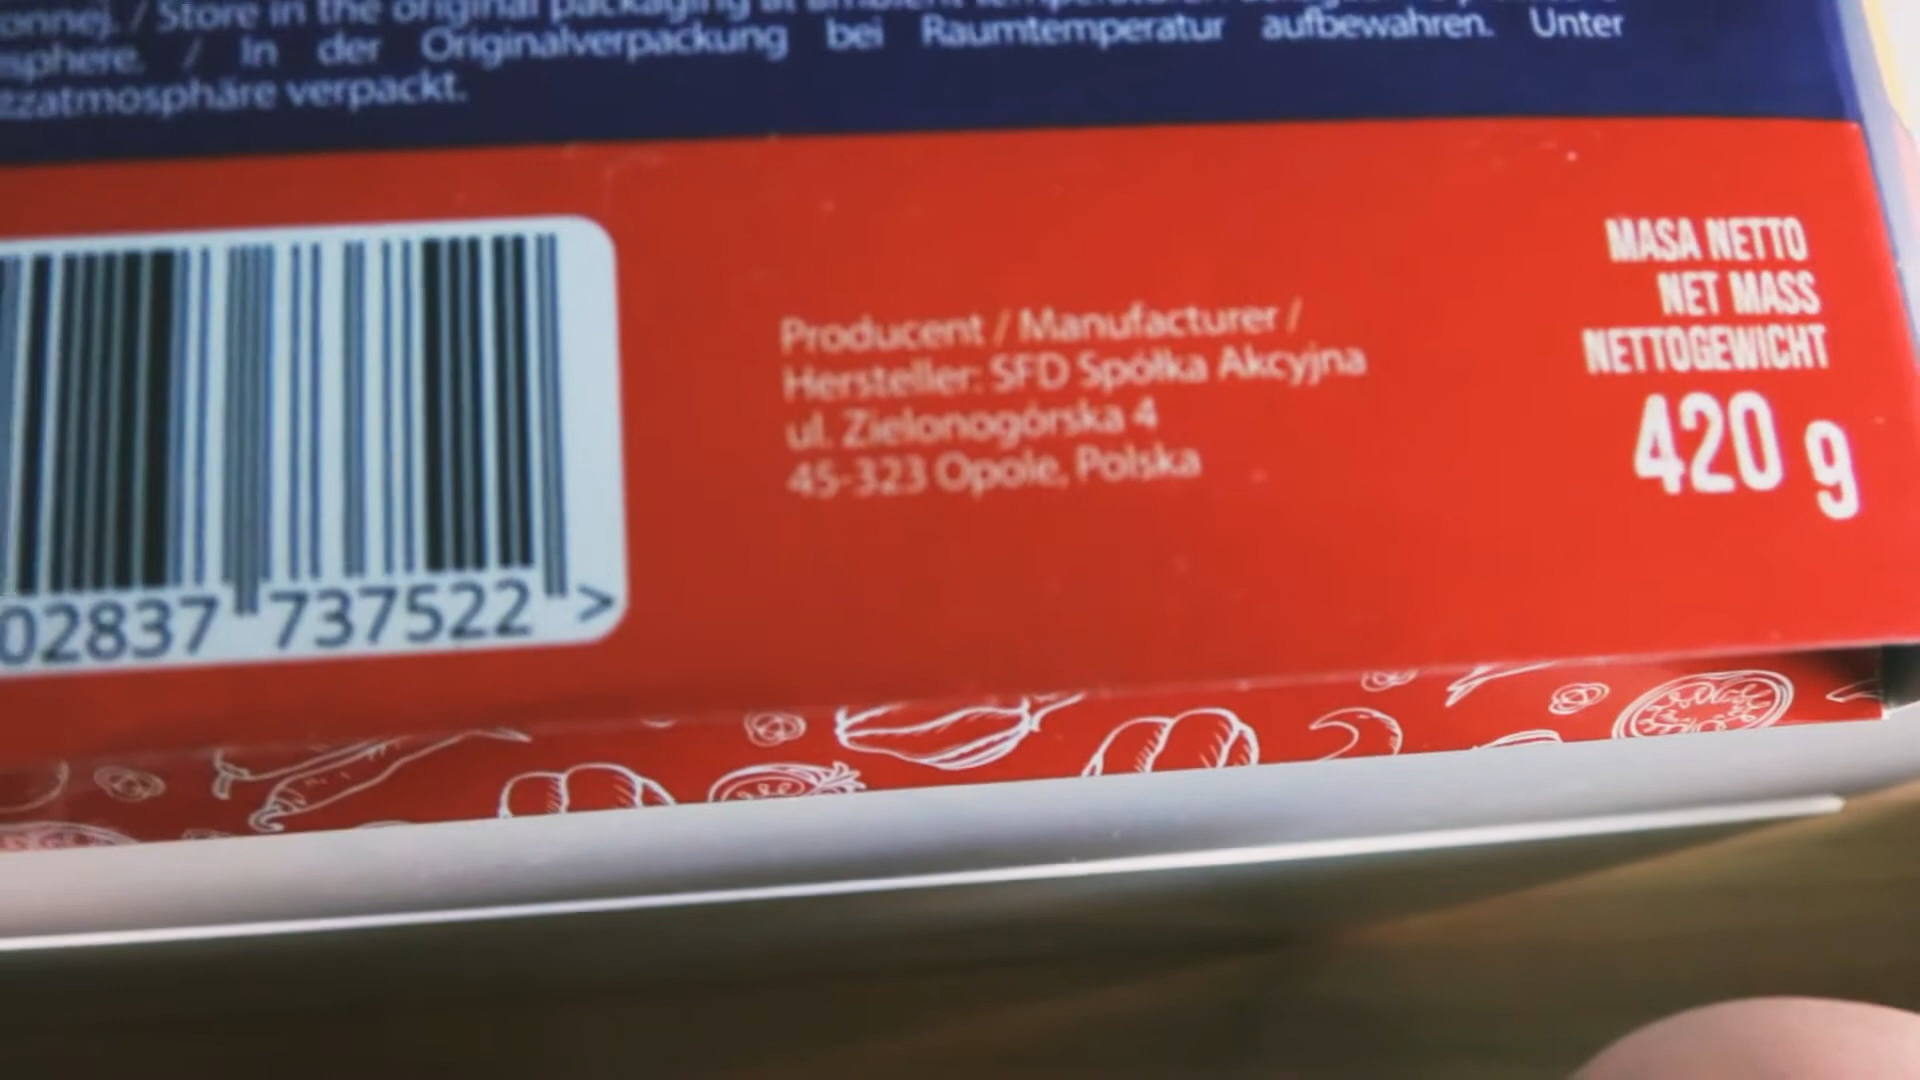 / Store in the original packaging at ambient
sphere. / In der Originalverpackung bei Raumtemperatur aufbewahren. Unter
tzatmosphäre verpackt.
MASA NETTO
NET MASS
NETTOGEWICHT
420 g
Producent / Manufacturer /
Hersteller: SFD Spółka Akcyjna
ul. Zielonogórska 4
45-323 Opole, Polska
02837 737522 >